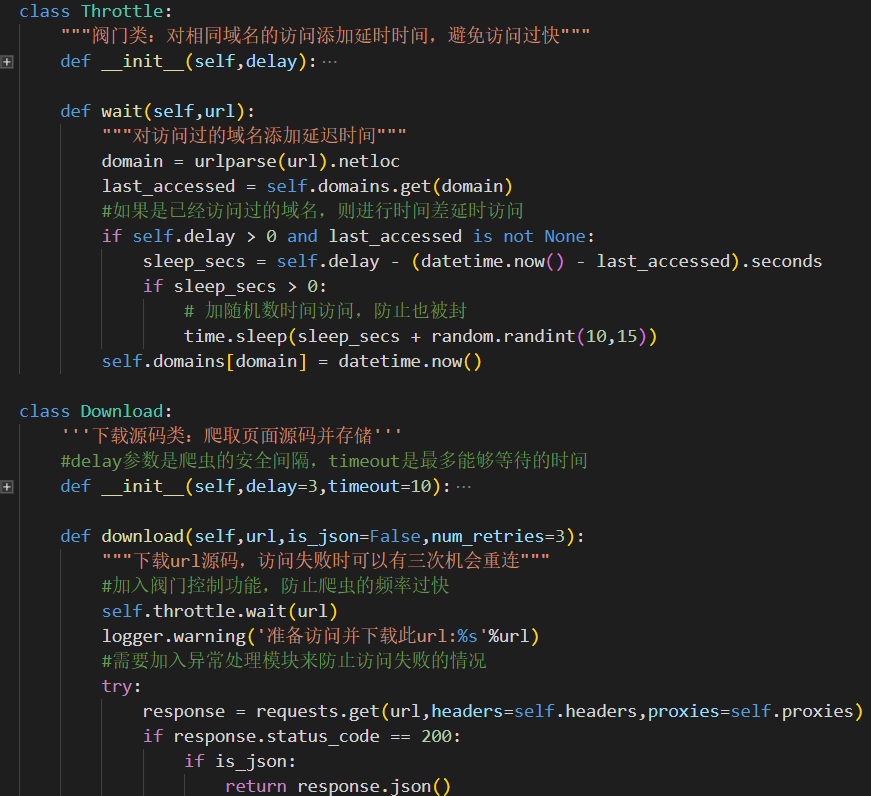 class Throttle:
    """阀门类：对相同域名的访问添加延时时间，避免访问过快"""
    def __init__(self,delay):…
    def wait(self,url):
        """对访问过的域名添加延迟时间"""
        domain = urlparse(url).netloc
        last_accessed = self.domains.get(domain)
        #如果是已经访问过的域名，则进行时间差延时访问
        if self.delay > 0 and last_accessed is not None:
            sleep_secs = self.delay - (datetime.now() - last_accessed).seconds
            if sleep_secs > 0:
                # 加随机数时间访问，防止也被封
                time.sleep(sleep_secs + random.randint(10,15))
        self.domains[domain] = datetime.now()
class Download:
    '''下载源码类：爬取页面源码并存储'''
    #delay参数是爬虫的安全间隔，timeout是最多能够等待的时间
    def __init__(self,delay=3,timeout=10):…
    def download(self,url,is_json=False,num_retries=3):
        """下载url源码，访问失败时可以有三次机会重连"""
        #加入阀门控制功能，防止爬虫的频率过快
        self.throttle.wait(url)
        logger.warning('准备访问并下载此url:%s'%url)
        #需要加入异常处理模块来防止访问失败的情况
        try:
            response = requests.get(url,headers=self.headers,proxies=self.proxies)
            if response.status_code == 200:
                if is_json:
                    return response.json()